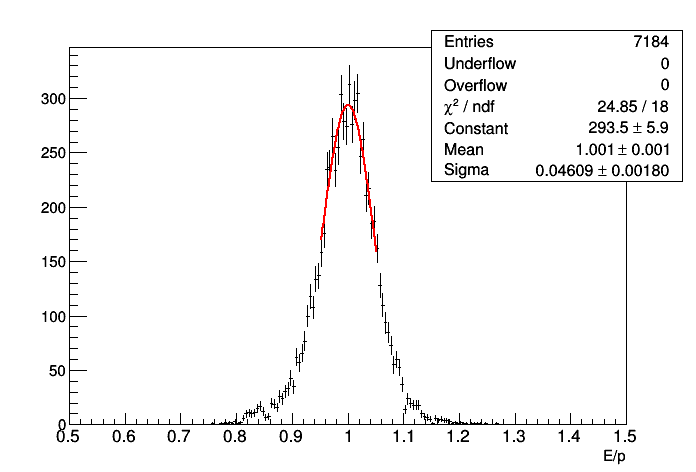 Entries 7184
Underflow 0
Overflow 0
χ² / ndf 24.85 / 18
Constant 293.5 ± 5.9
Mean 1.001 ± 0.001
Sigma 0.04609 ± 0.00180
300
250
200
150
100
50
0
0.5 0.6 0.7 0.8 0.9 1 1.1 1.2 1.3 1.4 1.5
E/p